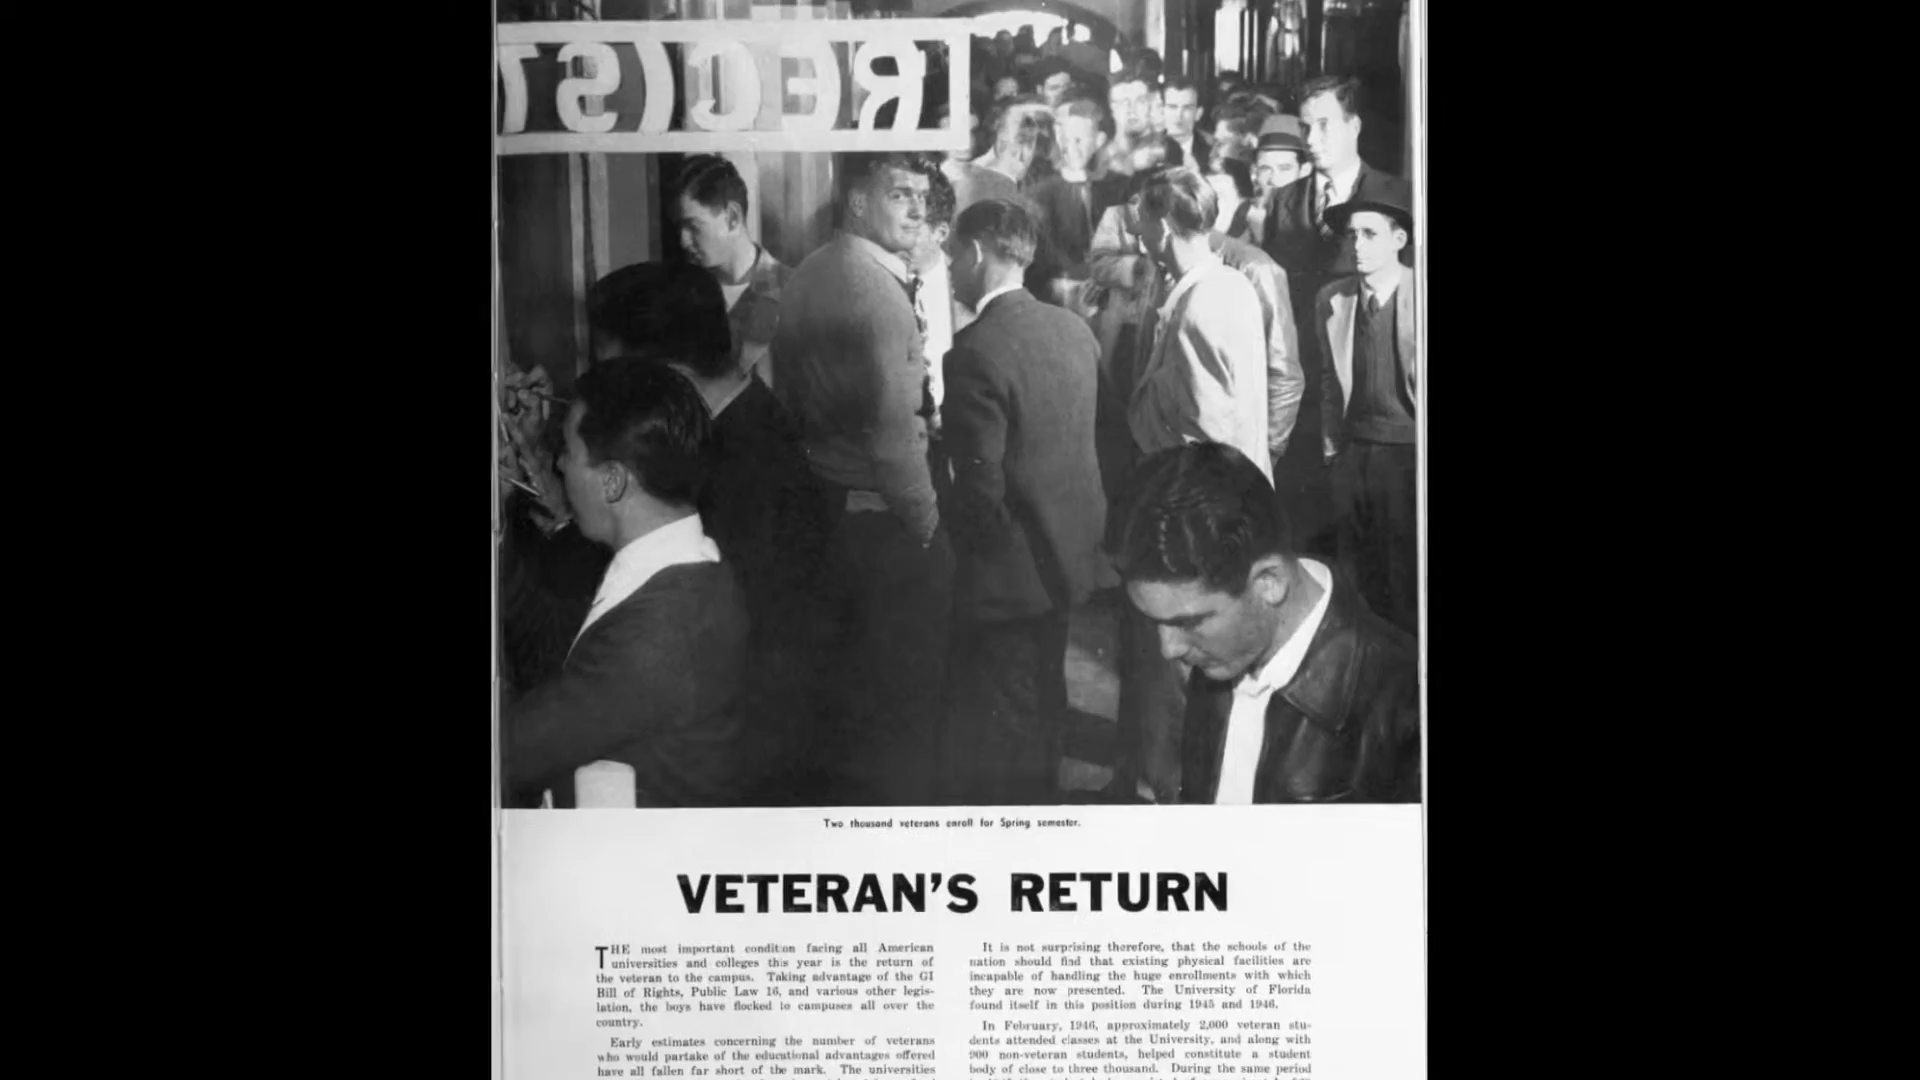 REGIST
Two thousand veterans enroll for Spring semester.
VETERAN'S RETURN
THE most important condition facing all American
universities and colleges this year is the return of
the veteran to the campus. Taking advantage of the GI
Bill of Rights, Public Law 16, and various other legis-
lation, the boys have flocked to campuses all over the
country.
Early estimates concerning the number of veterans
who would partake of the educational advantages offered
have all fallen far short of the mark. The universities
It is not surprising therefore, that the schools of the
nation should find that existing physical facilities are
incapable of handling the huge enrollments with which
they are now presented. The University of Florida
found itself in this position during 1945 and 1946.
In February, 1946, approximately 2,000 veteran stu-
dents attended classes at the University, and along with
900 non-veteran students, helped constitute a student
body of close to three thousand. During the same period